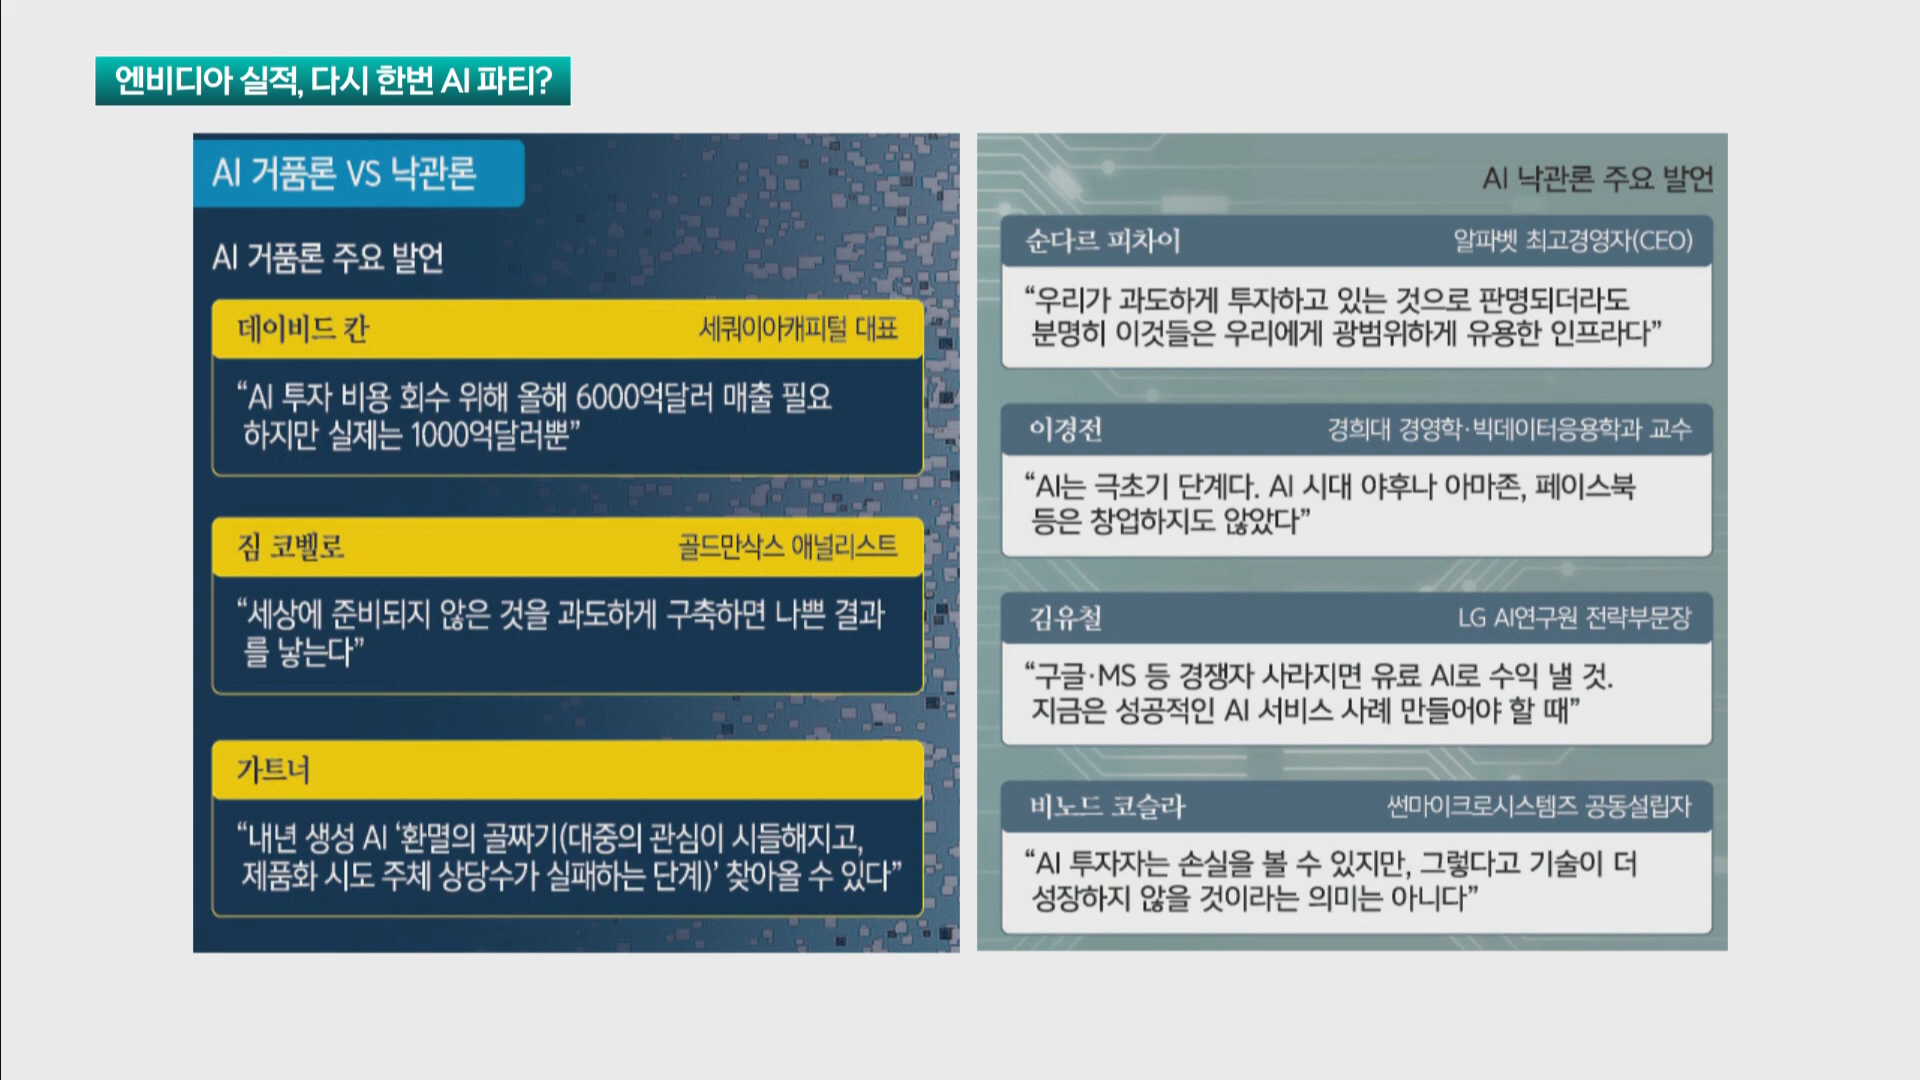 엔비디아 실적, 다시 한번 AI 파티?
AI 거품론 VS 낙관론
AI 거품론 주요 발언
데이비드 칸 세쿼이아캐피털 대표
“AI 투자 비용 회수 위해 올해 6000억달러 매출 필요
하지만 실제는 1000억달러뿐”
짐 코벨로 골드만삭스 애널리스트
“세상에 준비되지 않은 것을 과도하게 구축하면 나쁜 결과
를 낳는다”
가트너
“내년 생성 AI ‘환멸의 골짜기(대중의 관심이 시들해지고,
제품화 시도 주체 상당수가 실패하는 단계)’ 찾아올 수 있다”
AI 낙관론 주요 발언
순다르 피차이 알파벳 최고경영자(CEO)
“우리가 과도하게 투자하고 있는 것으로 판명되더라도
분명히 이것들은 우리에게 광범위하게 유용한 인프라다”
이경전 경희대 경영학·빅데이터응용학과 교수
“AI는 극초기 단계다. AI 시대 야후나 아마존, 페이스북
등은 창업하지도 않았다”
김유철 LG AI연구원 전략부문장
“구글·MS 등 경쟁자 사라지면 유료 AI로 수익 낼 것.
지금은 성공적인 AI 서비스 사례 만들어야 할 때”
비노드 코슬라 썬마이크로시스템즈 공동설립자
“AI 투자자는 손실을 볼 수 있지만, 그렇다고 기술이 더
성장하지 않을 것이라는 의미는 아니다”